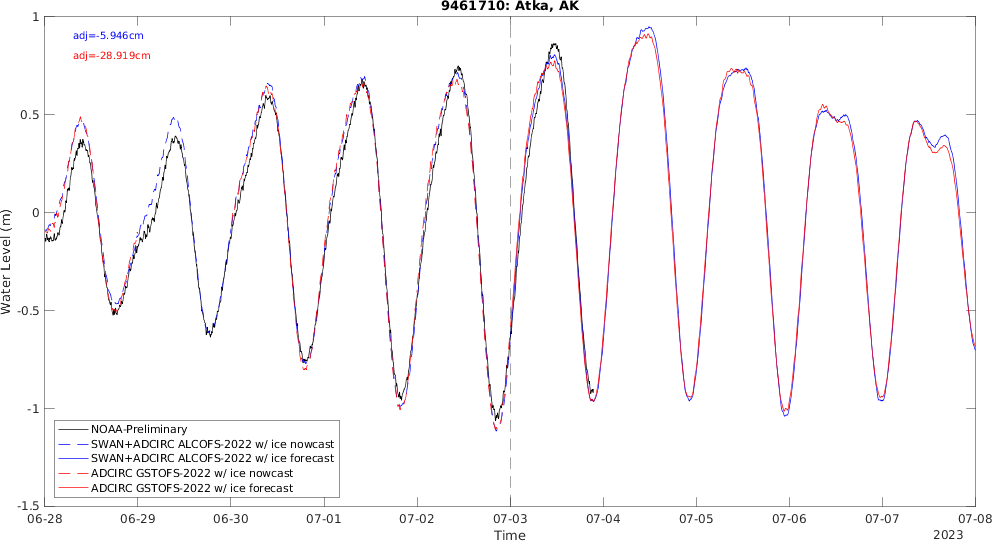 9461710: Atka, AK
adj=-5.946cm
adj=-28.919cm
1
0.5
0
-0.5
-1
-1.5
Water Level (m)
NOAA-Preliminary
SWAN+ADCIRC ALCOFS-2022 w/ ice nowcast
SWAN+ADCIRC ALCOFS-2022 w/ ice forecast
ADCIRC GSTOFS-2022 w/ ice nowcast
ADCIRC GSTOFS-2022 w/ ice forecast
06-28 06-29 06-30 07-01 07-02 07-03 07-04 07-05 07-06 07-07 07-08
Time
2023